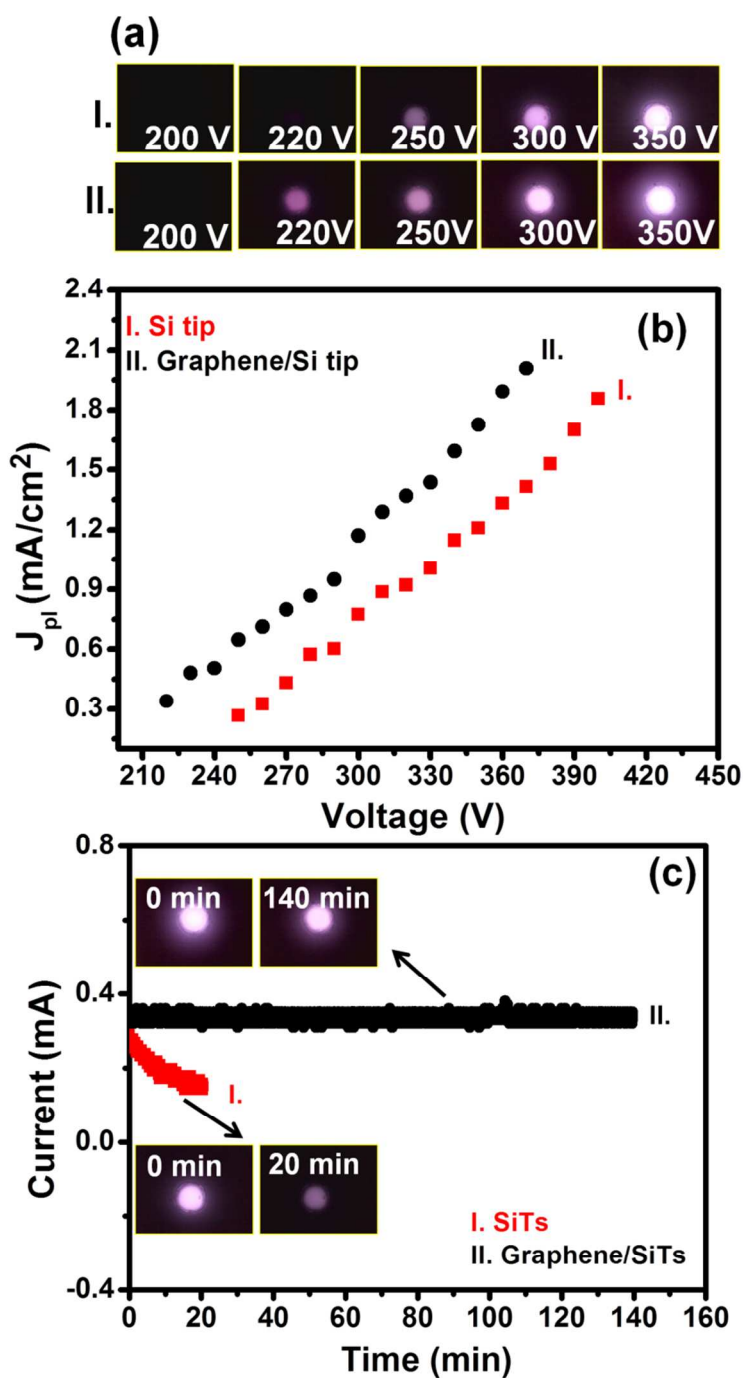 (a)
I.
200 V 220 V 250 V 300 V 350 V
II.
200 V 220V 250V 300V 350V
2.4
2.1
1.8
1.5
1.2
0.9
0.6
0.3
J_pl (mA/cm²)
I. Si tip
II. Graphene/Si tip
(b)
II.
I.
210 240 270 300 330 360 390 420 450
Voltage (V)
0.8
0.4
0.0
-0.4
Current (mA)
(c)
0 min 140 min
II.
I.
0 min 20 min
I. SiTs
II. Graphene/SiTs
0 20 40 60 80 100 120 140 160
Time (min)